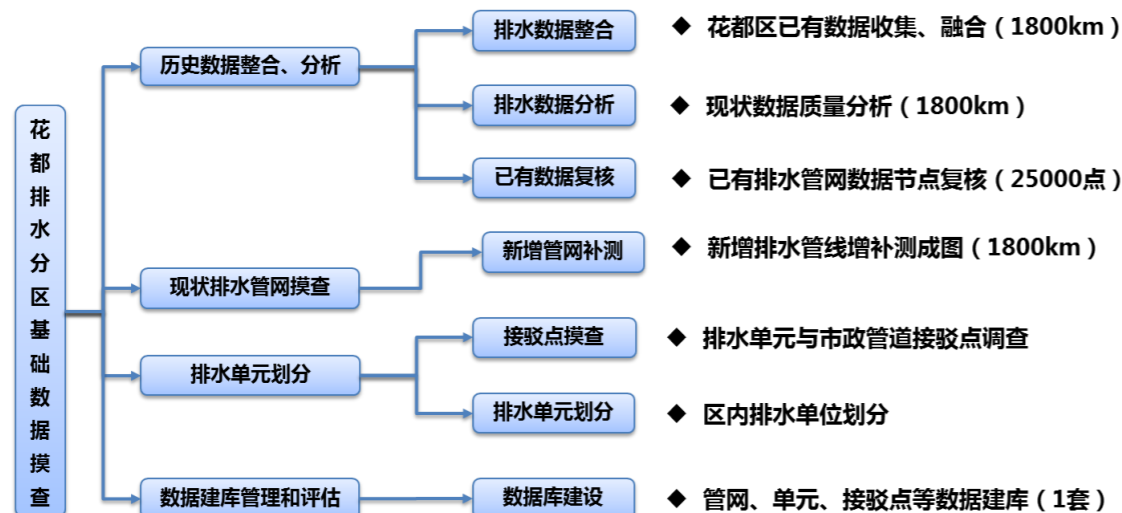 花都排水分区基础数据摸查
历史数据整合、分析
排水数据整合
◆ 花都区已有数据收集、融合（1800km）
排水数据分析
◆ 现状数据质量分析（1800km）
已有数据复核
◆ 已有排水管网数据节点复核（25000点）
现状排水管网摸查
新增管网补测
◆ 新增排水管线增补测成图（1800km）
排水单元划分
接驳点摸查
◆ 排水单元与市政管道接驳点调查
排水单元划分
◆ 区内排水单位划分
数据建库管理和评估
数据库建设
◆ 管网、单元、接驳点等数据建库（1套）